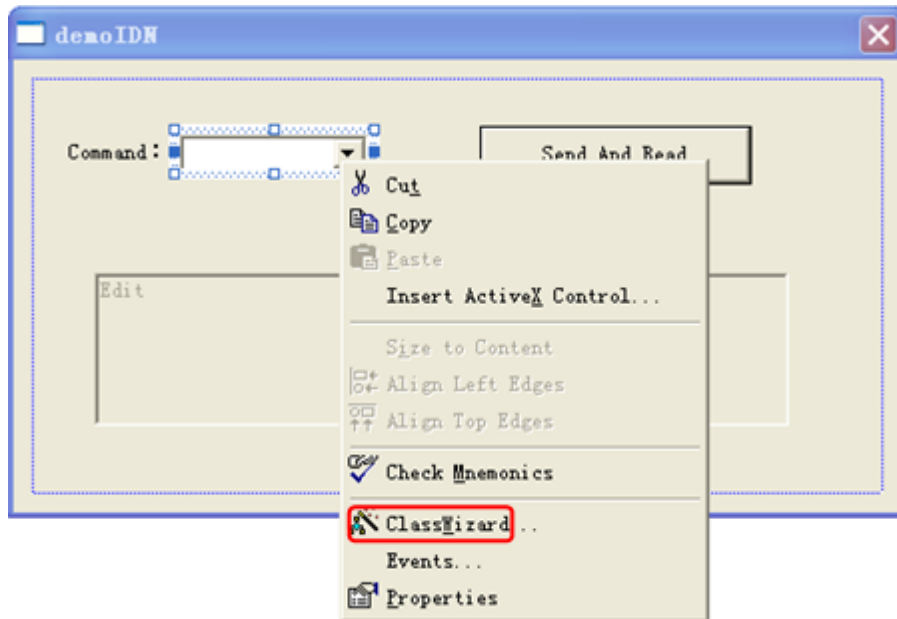 demoIDN
Command:
Send And Read
Edit
Cut
Copy
Paste
Insert ActiveX Control...
Size to Content
Align Left Edges
Align Top Edges
Check Mnemonics
ClassWizard...
Events...
Properties